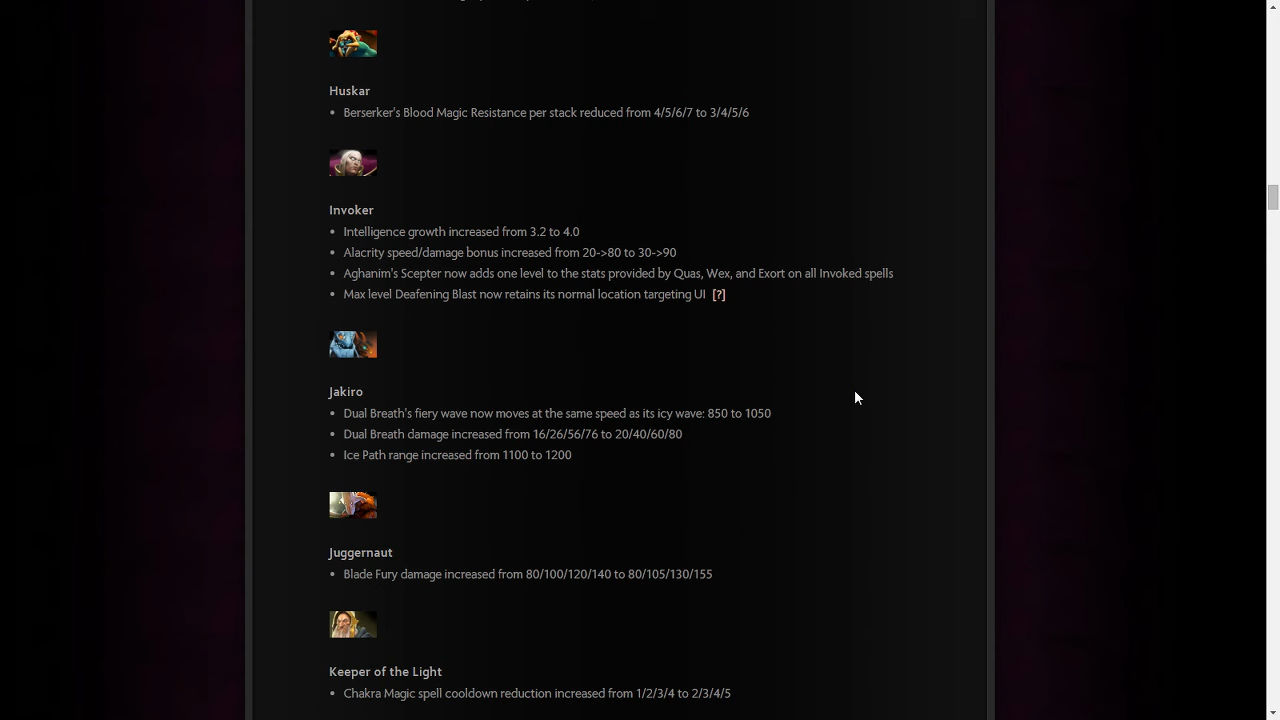 Huskar
• Berserker's Blood Magic Resistance per stack reduced from 4/5/6/7 to 3/4/5/6
Invoker
• Intelligence growth increased from 3.2 to 4.0
• Alacrity speed/damage bonus increased from 20->80 to 30->90
• Aghanim's Scepter now adds one level to the stats provided by Quas, Wex, and Exort on all Invoked spells
• Max level Deafening Blast now retains its normal location targeting UI [?]
Jakiro
• Dual Breath's fiery wave now moves at the same speed as its icy wave: 850 to 1050
• Dual Breath damage increased from 16/26/56/76 to 20/40/60/80
• Ice Path range increased from 1100 to 1200
Juggernaut
• Blade Fury damage increased from 80/100/120/140 to 80/105/130/155
Keeper of the Light
• Chakra Magic spell cooldown reduction increased from 1/2/3/4 to 2/3/4/5